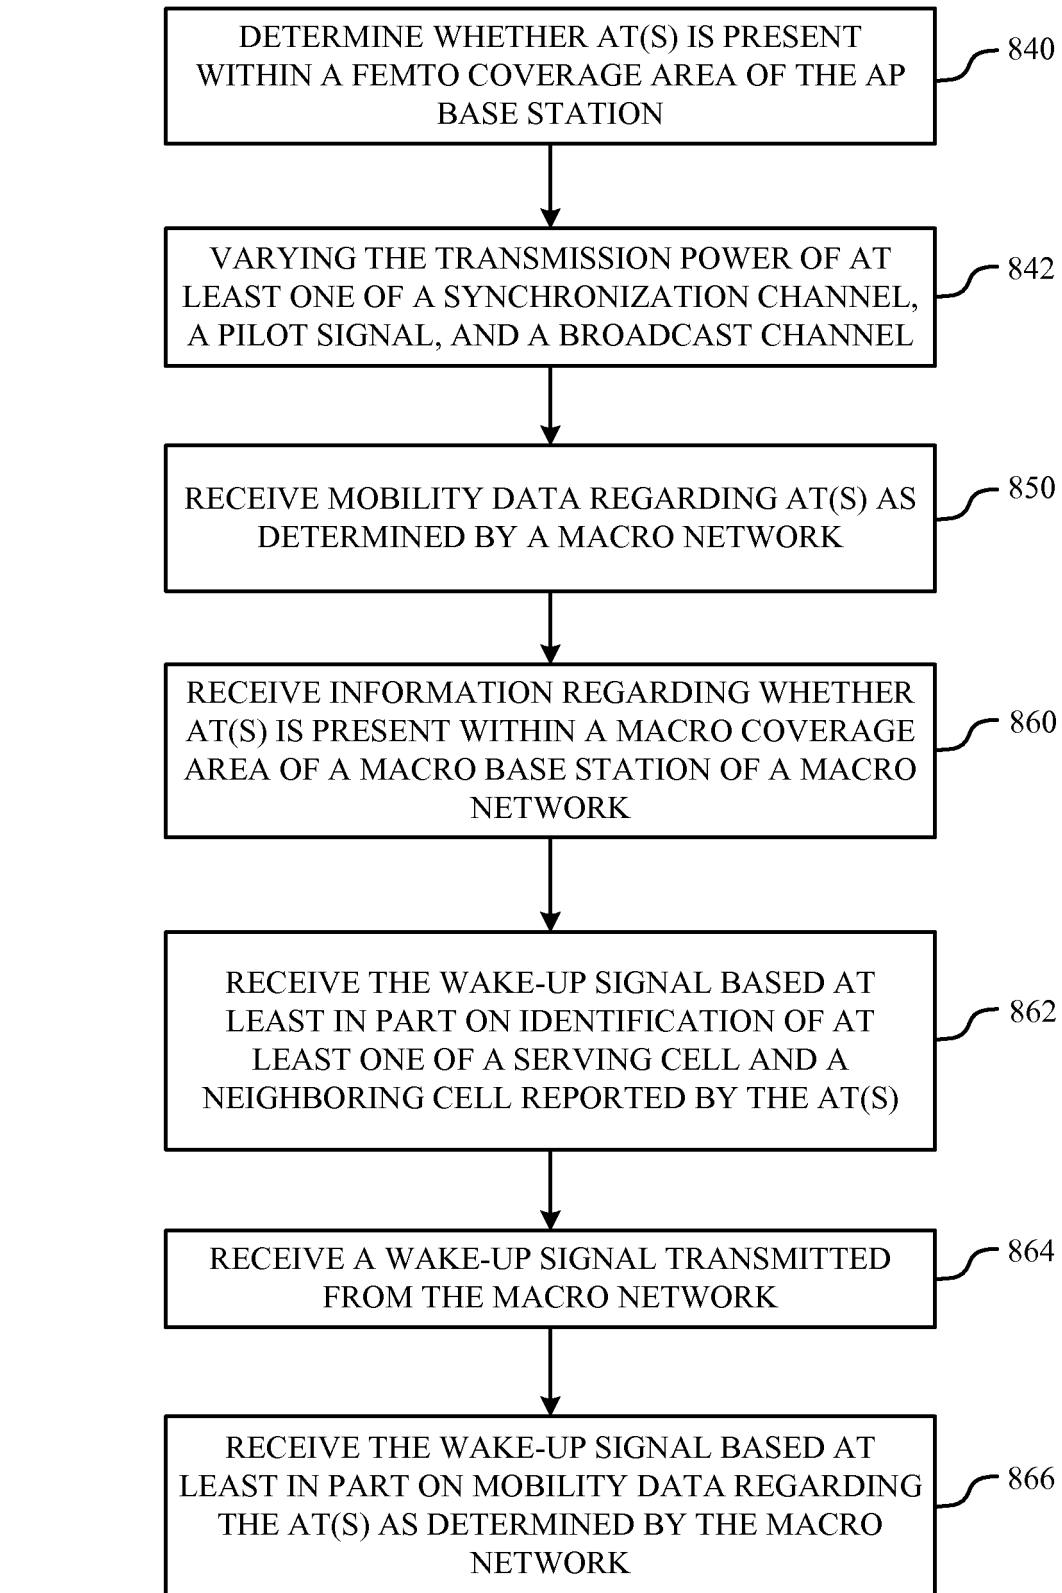 DETERMINE WHETHER AT(S) IS PRESENT
WITHIN A FEMTO COVERAGE AREA OF THE AP
BASE STATION
840
VARYING THE TRANSMISSION POWER OF AT
LEAST ONE OF A SYNCHRONIZATION CHANNEL,
A PILOT SIGNAL, AND A BROADCAST CHANNEL
842
RECEIVE MOBILITY DATA REGARDING AT(S) AS
DETERMINED BY A MACRO NETWORK
850
RECEIVE INFORMATION REGARDING WHETHER
AT(S) IS PRESENT WITHIN A MACRO COVERAGE
AREA OF A MACRO BASE STATION OF A MACRO
NETWORK
860
RECEIVE THE WAKE-UP SIGNAL BASED AT
LEAST IN PART ON IDENTIFICATION OF AT
LEAST ONE OF A SERVING CELL AND A
NEIGHBORING CELL REPORTED BY THE AT(S)
862
RECEIVE A WAKE-UP SIGNAL TRANSMITTED
FROM THE MACRO NETWORK
864
RECEIVE THE WAKE-UP SIGNAL BASED AT
LEAST IN PART ON MOBILITY DATA REGARDING
THE AT(S) AS DETERMINED BY THE MACRO
NETWORK
866